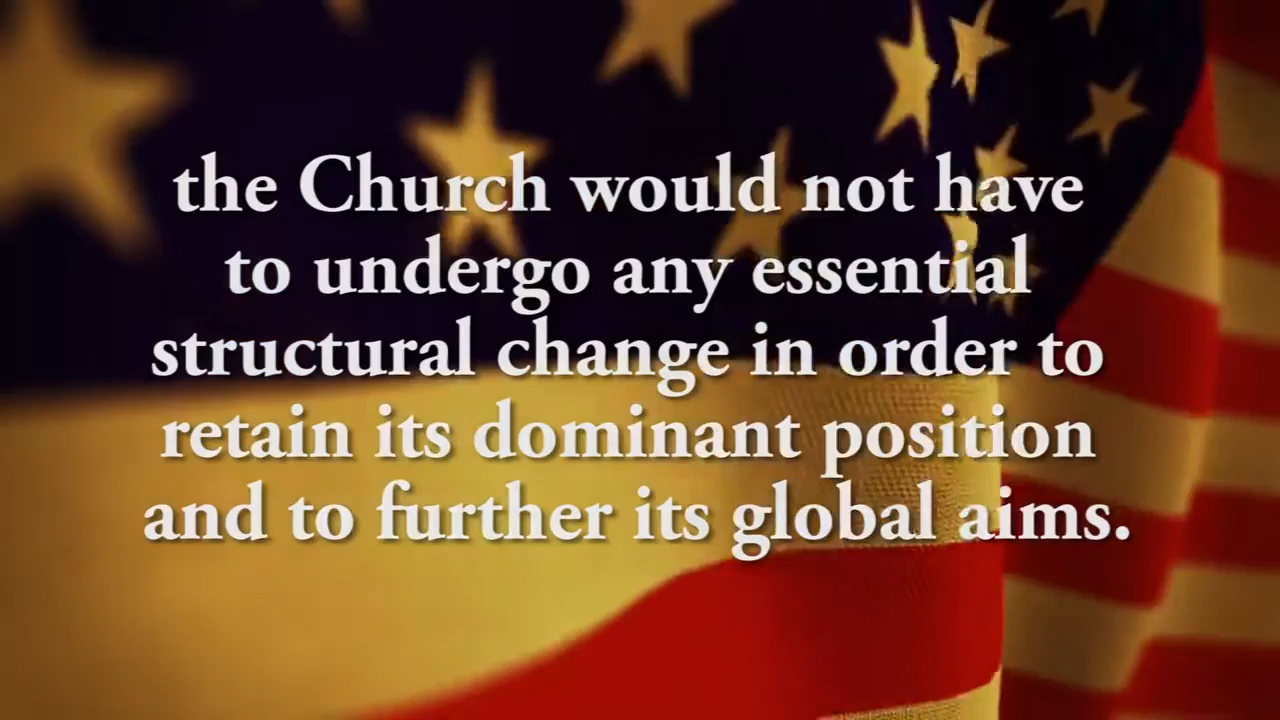 the Church would not have
to undergo any essential
structural change in order to
retain its dominant position
and to further its global aims.